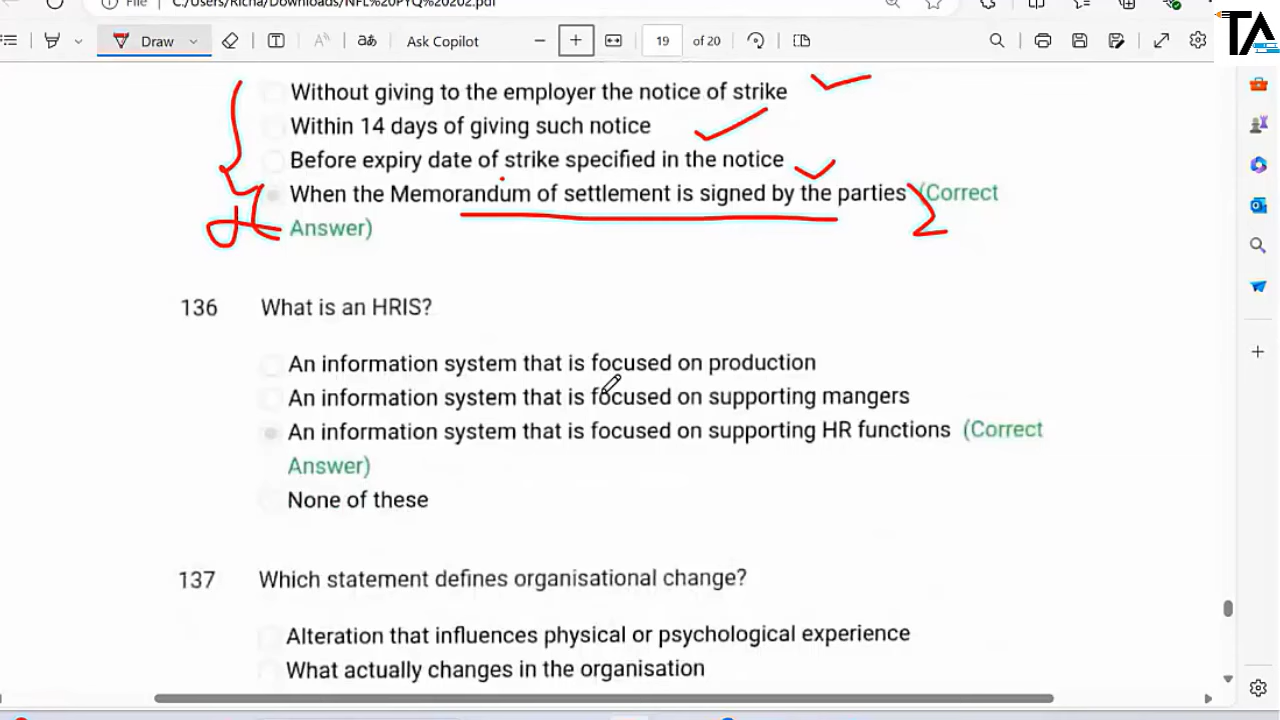 File C:/Users/Richa/Downloads/NFL%20PYQ%202.pdf
Draw Ask Copilot 19 of 20
TA
Without giving to the employer the notice of strike
Within 14 days of giving such notice
Before expiry date of strike specified in the notice
When the Memorandum of settlement is signed by the parties (Correct
Answer)
136 What is an HRIS?
An information system that is focused on production
An information system that is focused on supporting mangers
An information system that is focused on supporting HR functions (Correct
Answer)
None of these
137 Which statement defines organisational change?
Alteration that influences physical or psychological experience
What actually changes in the organisation